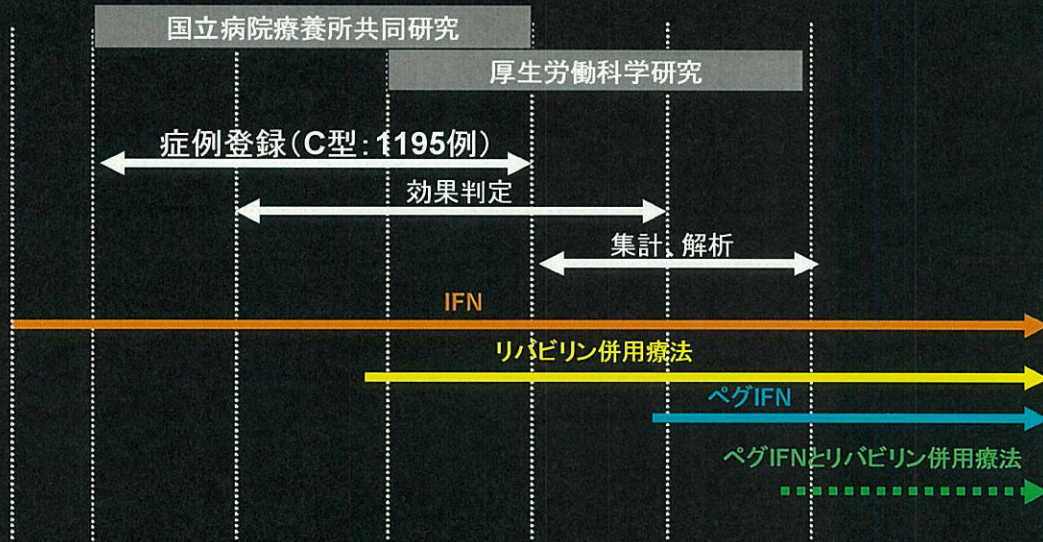 国立病院療養所共同研究
厚生労働科学研究
症例登録(C型:1195例)
効果判定
集計、解析
IFN
リバビリン併用療法
ペグIFN
ペグIFNとリバビリン併用療法